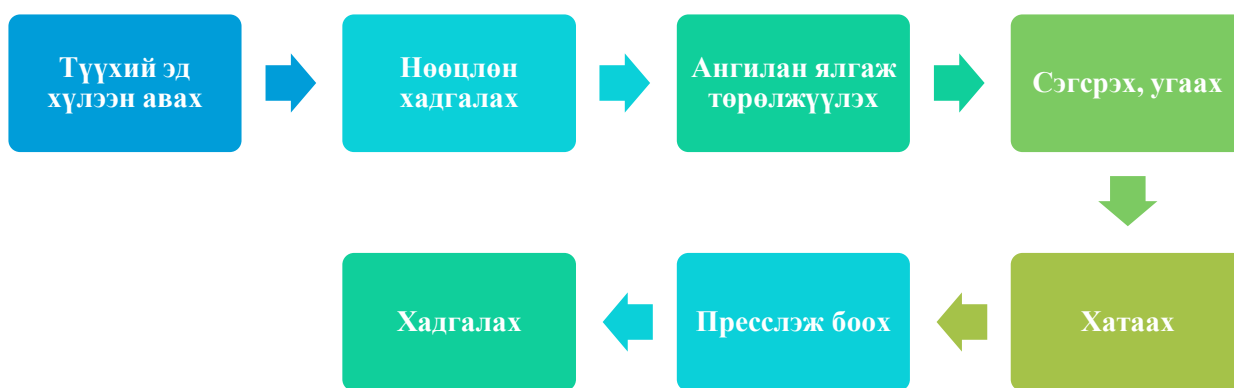 Түүхий эд
хүлээн авах
Нөөцлөн
хадгалах
Ангилан ялгаж
төрөлжүүлэх
Сэгсрэх, угаах
Хатаах
Пресслэж боох
Хадгалах